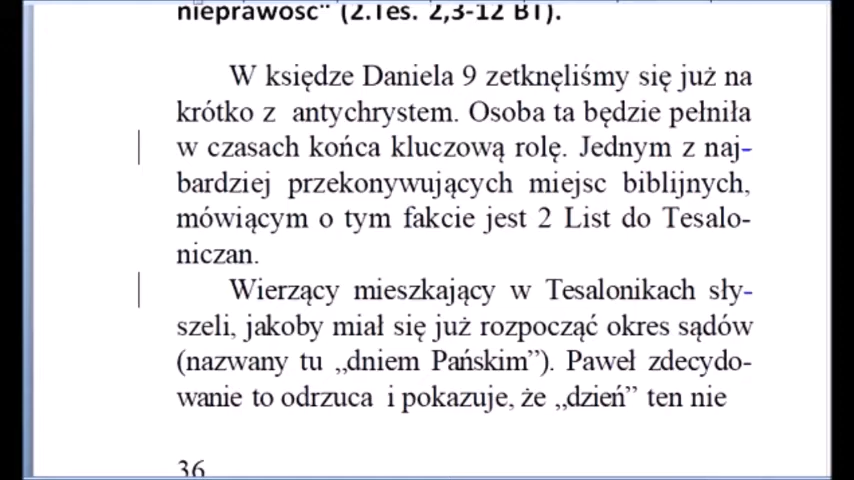 nieprawość" (2.Tes. 2,3-12 BT).
W księdze Daniela 9 zetknęliśmy się już na
krótko z antychrystem. Osoba ta będzie pełniła
w czasach końca kluczową rolę. Jednym z naj-
bardziej przekonywujących miejsc biblijnych,
mówiącym o tym fakcie jest 2 List do Tesalo-
niczan.
Wierzący mieszkający w Tesalonikach sły-
szeli, jakoby miał się już rozpocząć okres sądów
(nazwany tu „dniem Pańskim”). Paweł zdecydo-
wanie to odrzuca i pokazuje, że „dzień” ten nie
36